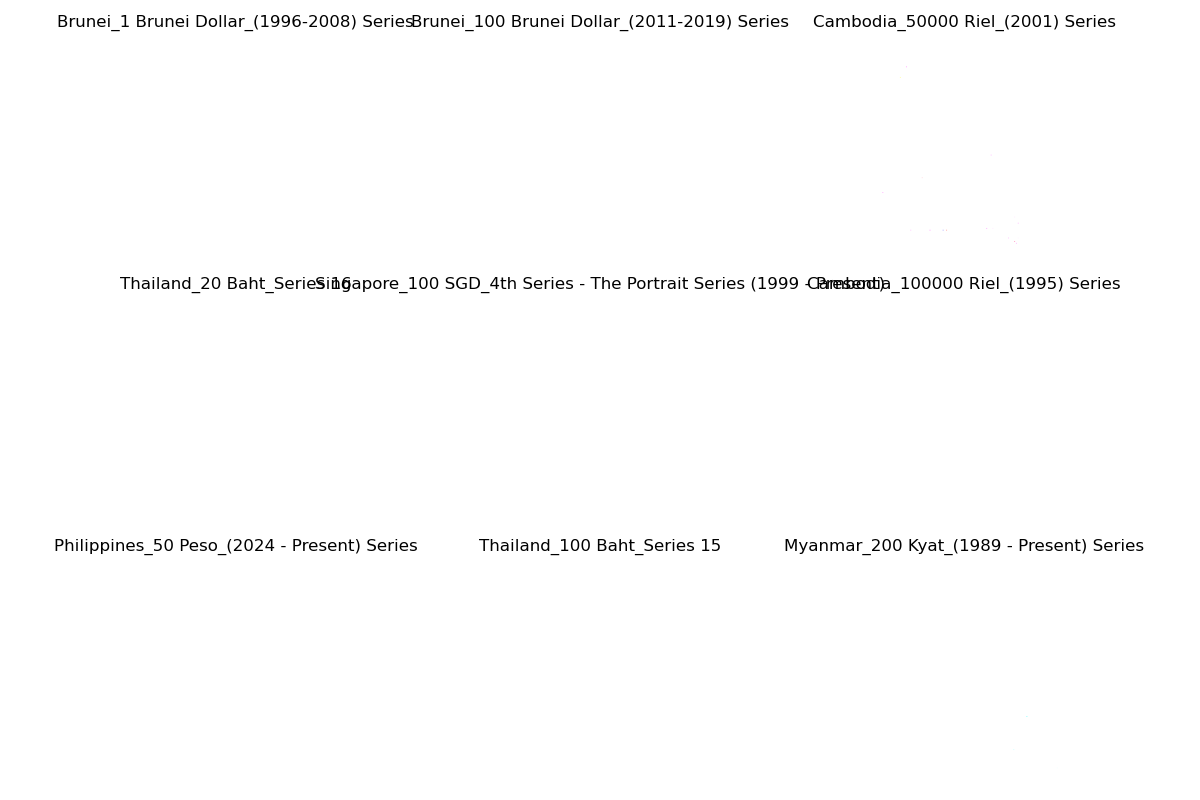 Brunei_1 Brunei Dollar_(1996-2008) Series
Brunei_100 Brunei Dollar_(2011-2019) Series
Cambodia_50000 Riel_(2001) Series
Thailand_20 Baht_Series 16
Singapore_100 SGD_4th Series - The Portrait Series (1999 - Present)
Cambodia_100000 Riel_(1995) Series
Philippines_50 Peso_(2024 - Present) Series
Thailand_100 Baht_Series 15
Myanmar_200 Kyat_(1989 - Present) Series